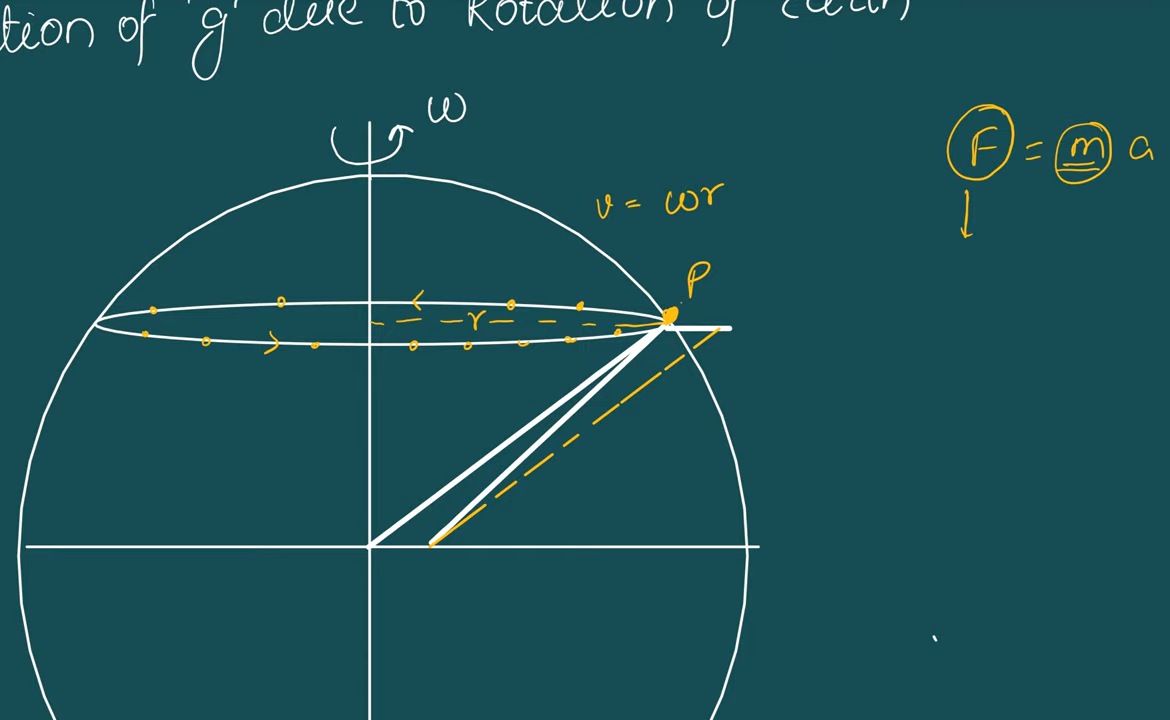 tion of 'g' due to Rotation of Earth
ω
F = m a
v = ωr
P
r